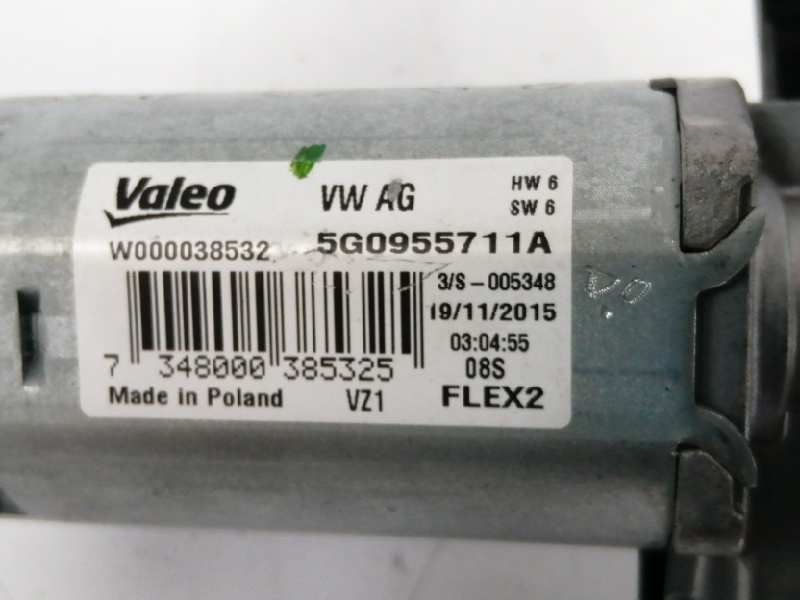 Valeo VW AG HW 6
SW 6
W000038532 5G0955711A
3/S-005348
19/11/2015
03:04:55
7 348000 385325 08S
Made in Poland VZ1 FLEX2